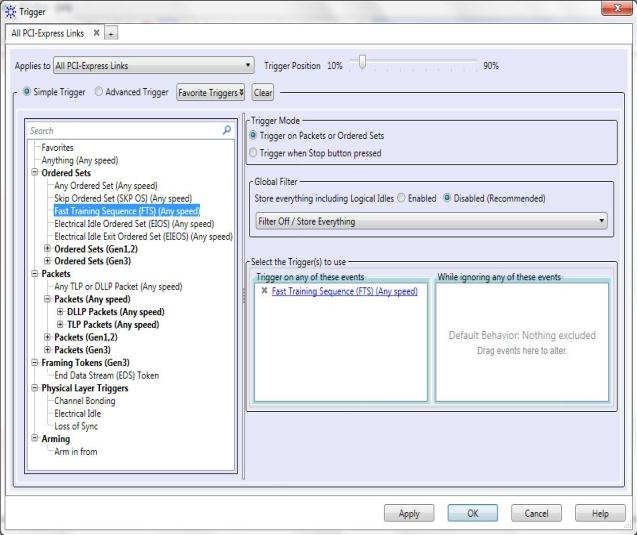 Trigger
All PCI-Express Links
Applies to All PCI-Express Links Trigger Position 10% 90%
Simple Trigger Advanced Trigger Favorite Triggers Clear
Search
Favorites
Anything (Any speed)
Ordered Sets
Any Ordered Set (Any speed)
Skip Ordered Set (SKP OS) (Any speed)
Fast Training Sequence (FTS) (Any speed)
Electrical Idle Ordered Set (EIOS) (Any speed)
Electrical Idle Exit Ordered Set (EIEOS) (Any speed)
Ordered Sets (Gen1,2)
Ordered Sets (Gen3)
Packets
Any TLP or DLLP Packet (Any speed)
Packets (Any speed)
DLLP Packets (Any speed)
TLP Packets (Any speed)
Packets (Gen1,2)
Packets (Gen3)
Framing Tokens (Gen3)
End Data Stream (EDS) Token
Physical Layer Triggers
Channel Bonding
Electrical Idle
Loss of Sync
Arming
Arm in from
Trigger Mode
Trigger on Packets or Ordered Sets
Trigger when Stop button pressed
Global Filter
Store everything including Logical Idles Enabled Disabled (Recommended)
Filter Off / Store Everything
Select the Trigger(s) to use
Trigger on any of these events
Fast Training Sequence (FTS) (Any speed)
While ignoring any of these events
Default Behavior: Nothing excluded
Drag events here to alter.
Apply OK Cancel Help